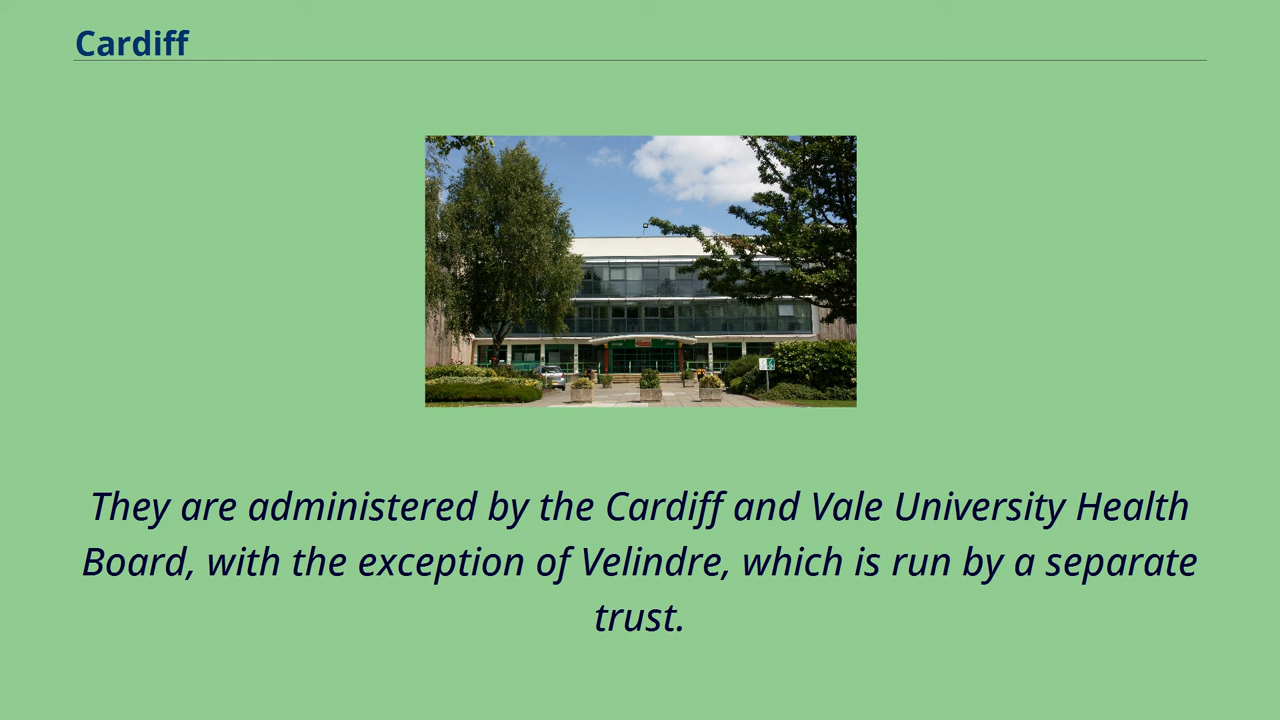 Cardiff
They are administered by the Cardiff and Vale University Health
Board, with the exception of Velindre, which is run by a separate
trust.